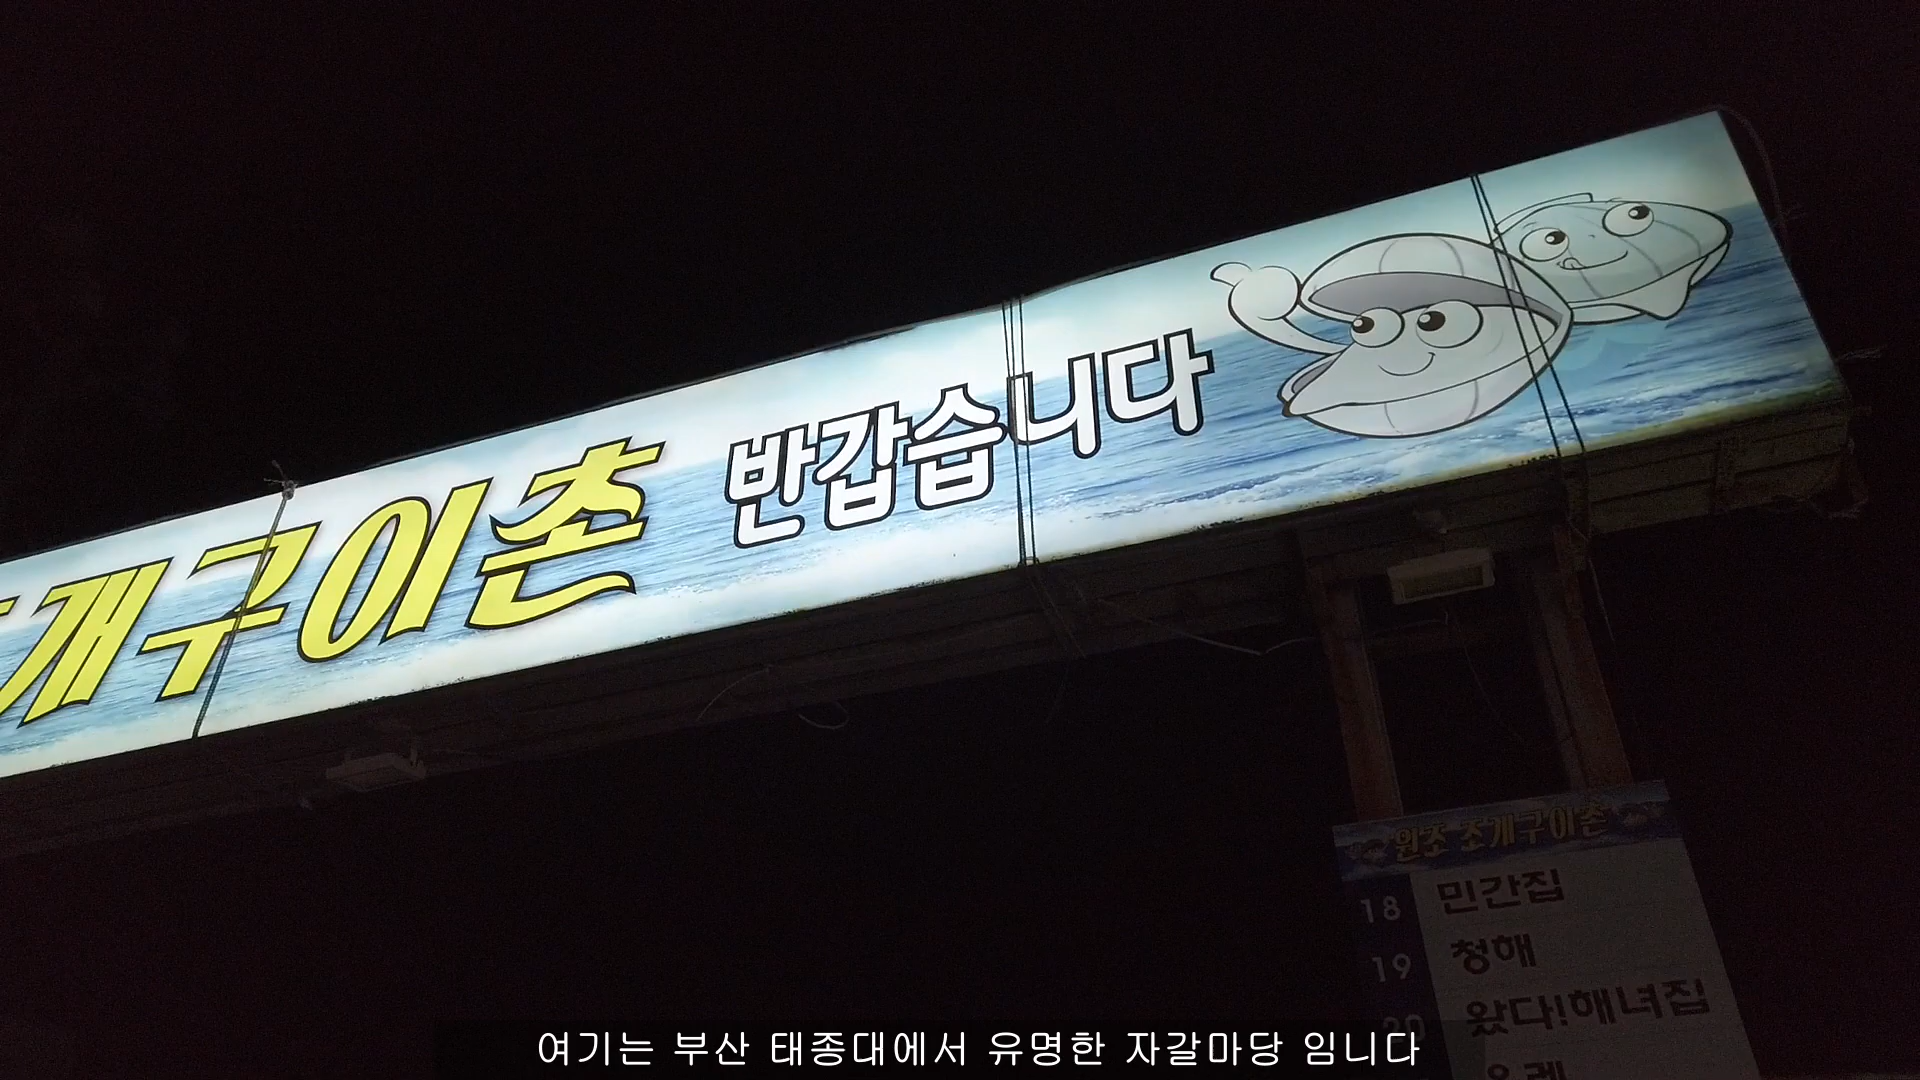 개구이촌 반갑습니다
원조 조개구이촌
18 민간집
19 청해
20 왔다!해녀집
여기는 부산 태종대에서 유명한 자갈마당 임니다